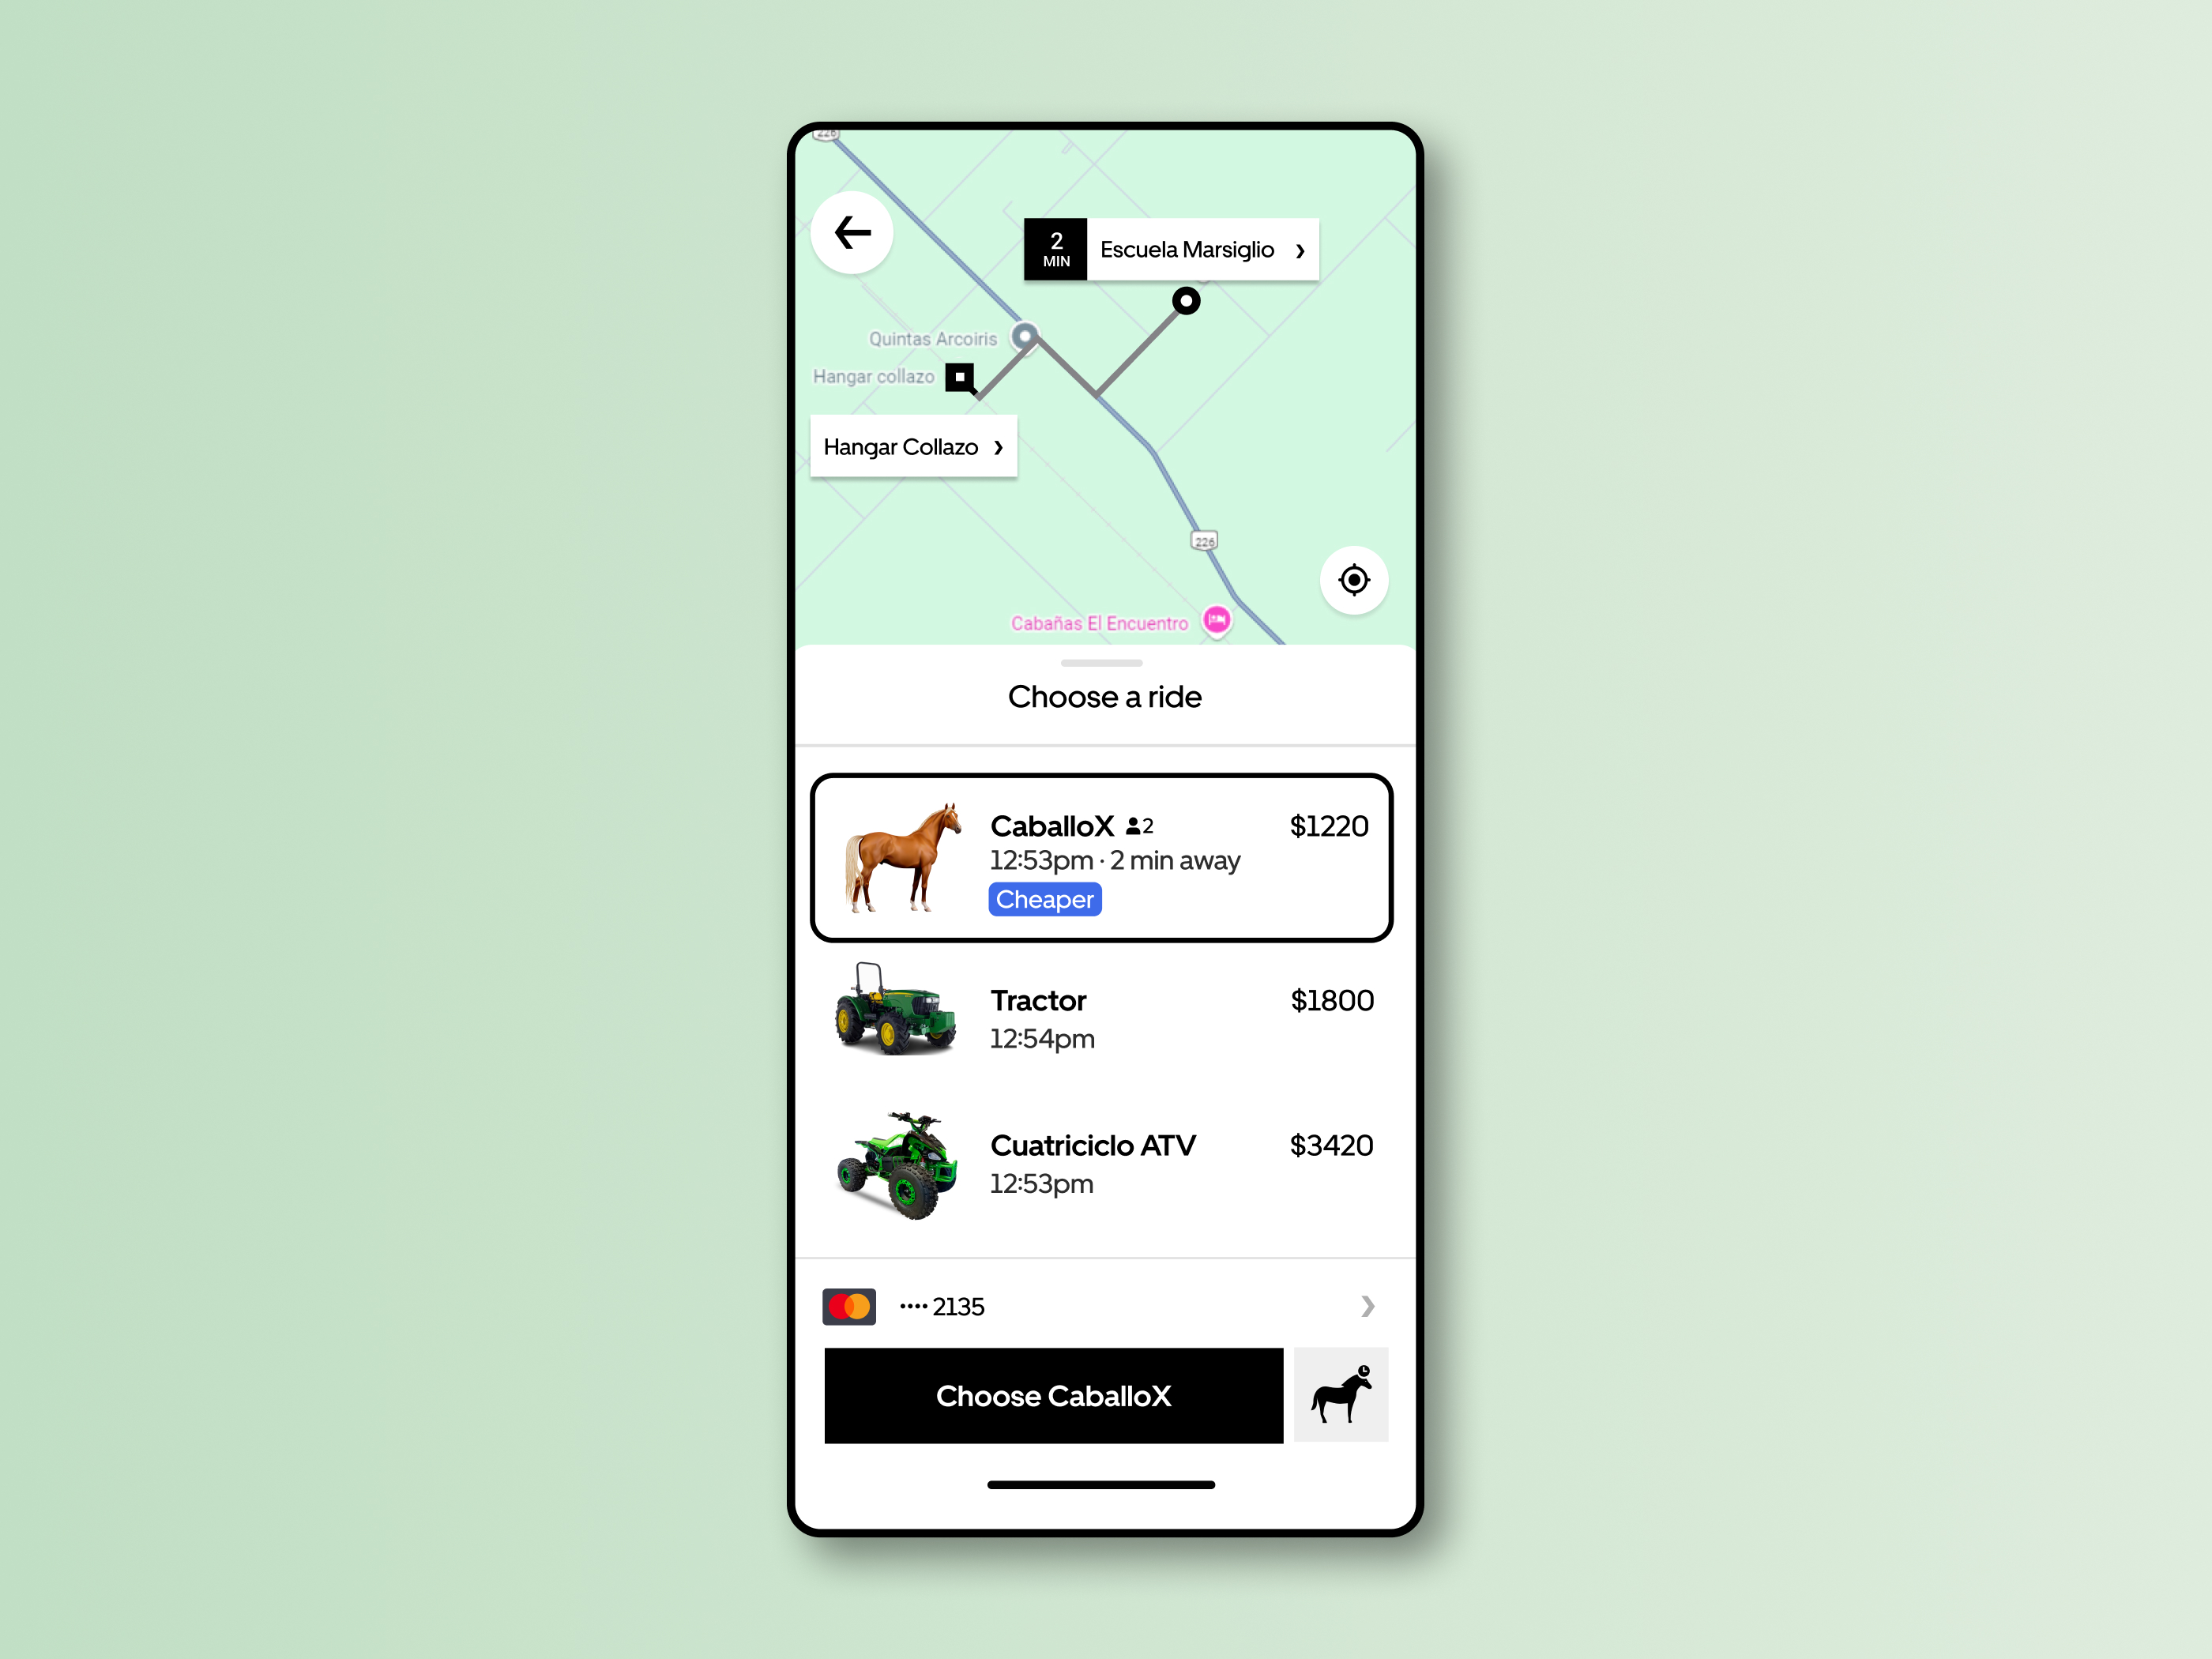 226
2
MIN
Escuela Marsiglio
Quintas Arcoiris
Hangar collazo
Hangar Collazo
226
Cabañas El Encuentro
Choose a ride
CaballoX 2 $1220
12:53pm · 2 min away
Cheaper
Tractor $1800
12:54pm
Cuatriciclo ATV $3420
12:53pm
•••• 2135
Choose CaballoX